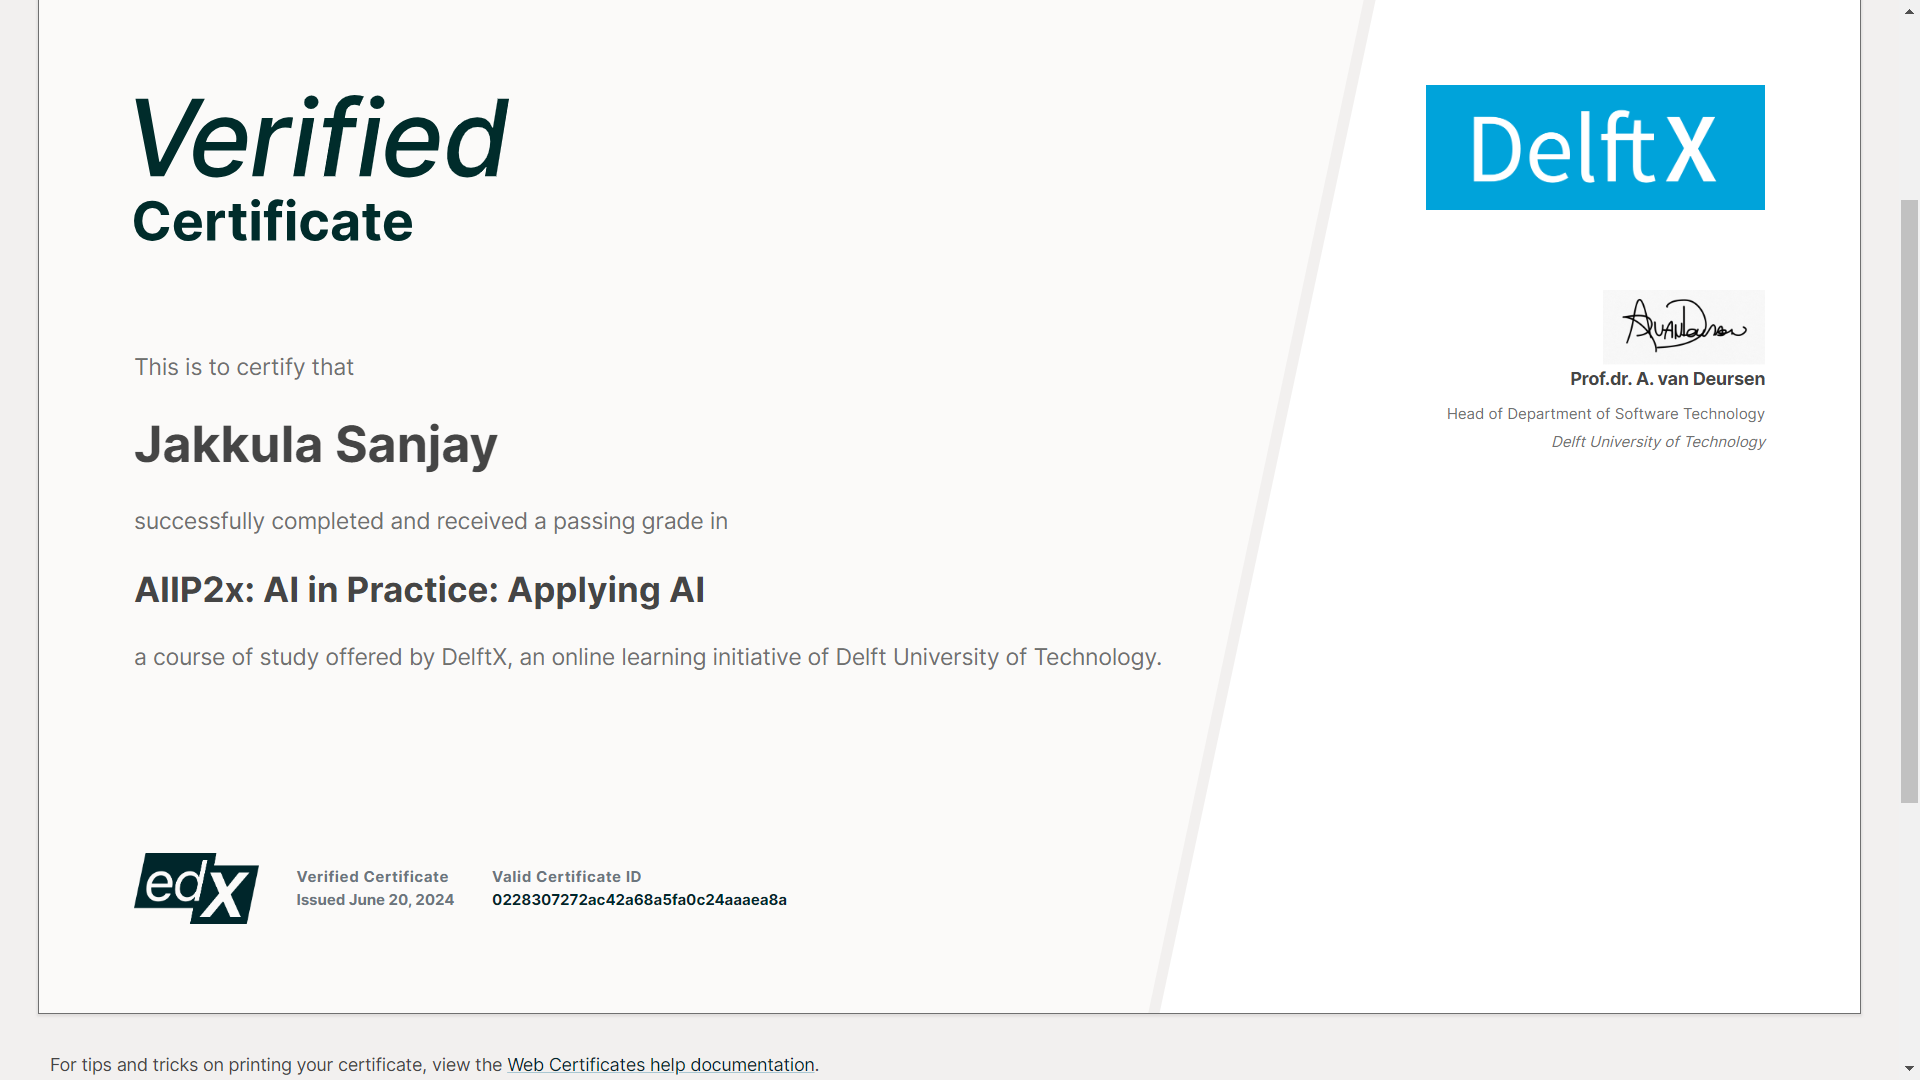 Verified
Certificate
This is to certify that
Jakkula Sanjay
successfully completed and received a passing grade in
AIIP2x: AI in Practice: Applying AI
a course of study offered by DelftX, an online learning initiative of Delft University of Technology.
edX
Verified Certificate
Issued June 20, 2024
Valid Certificate ID
0228307272ac42a68a5fa0c24aaaea8a
DelftX
AvanDeursen
Prof.dr. A. van Deursen
Head of Department of Software Technology
Delft University of Technology
For tips and tricks on printing your certificate, view the Web Certificates help documentation.